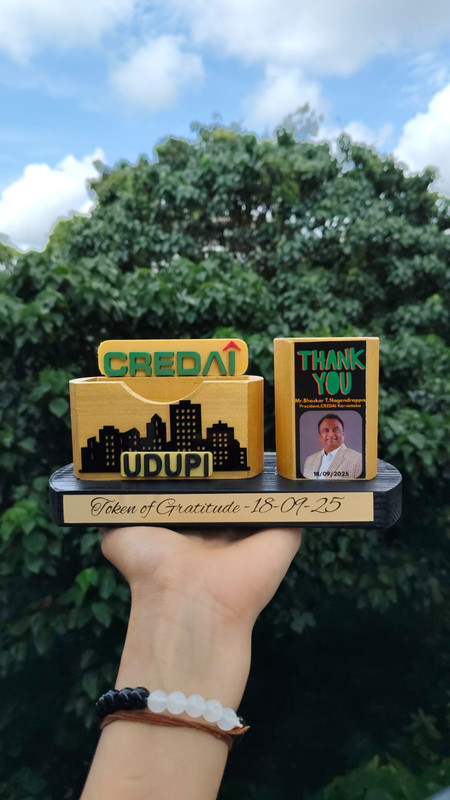 CREDAI
UDUPI
THANK
YOU
Mr.Bhaskar T.Nagendrappa
President,CREDAI Karnataka
18/09/2025
Token of Gratitude -18-09-25